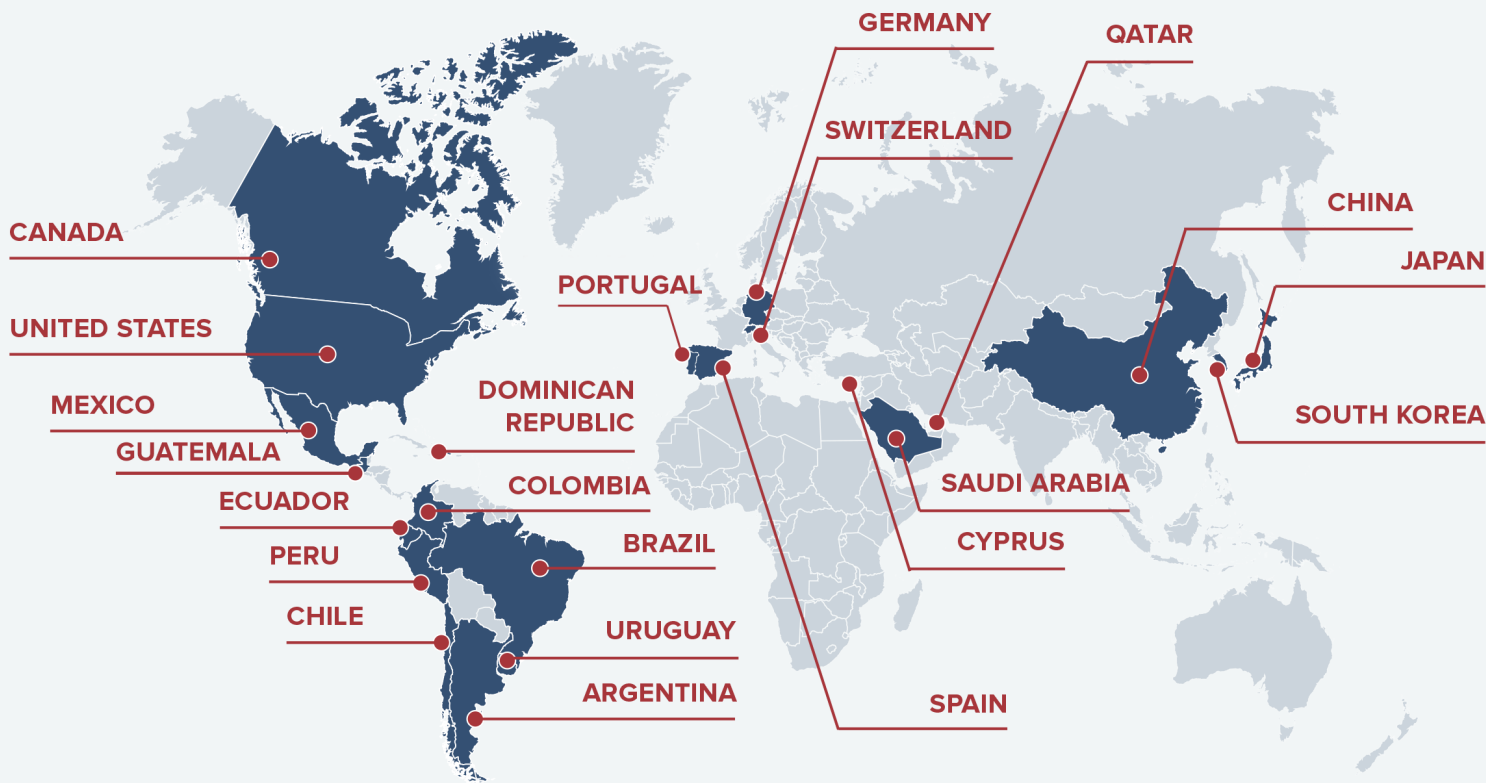 GERMANY
QATAR
SWITZERLAND
CHINA
CANADA
JAPAN
PORTUGAL
UNITED STATES
DOMINICAN
REPUBLIC
MEXICO
SOUTH KOREA
GUATEMALA
COLOMBIA
SAUDI ARABIA
ECUADOR
BRAZIL
CYPRUS
PERU
CHILE
URUGUAY
ARGENTINA
SPAIN